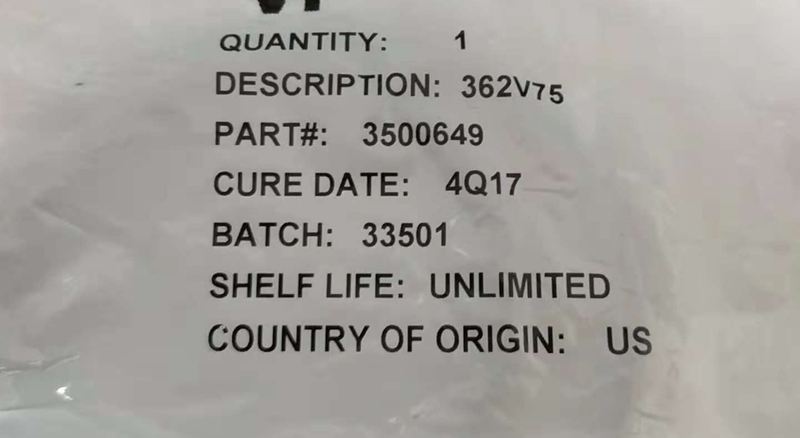 QUANTITY: 1
DESCRIPTION: 362V75
PART#: 3500649
CURE DATE: 4Q17
BATCH: 33501
SHELF LIFE: UNLIMITED
COUNTRY OF ORIGIN: US